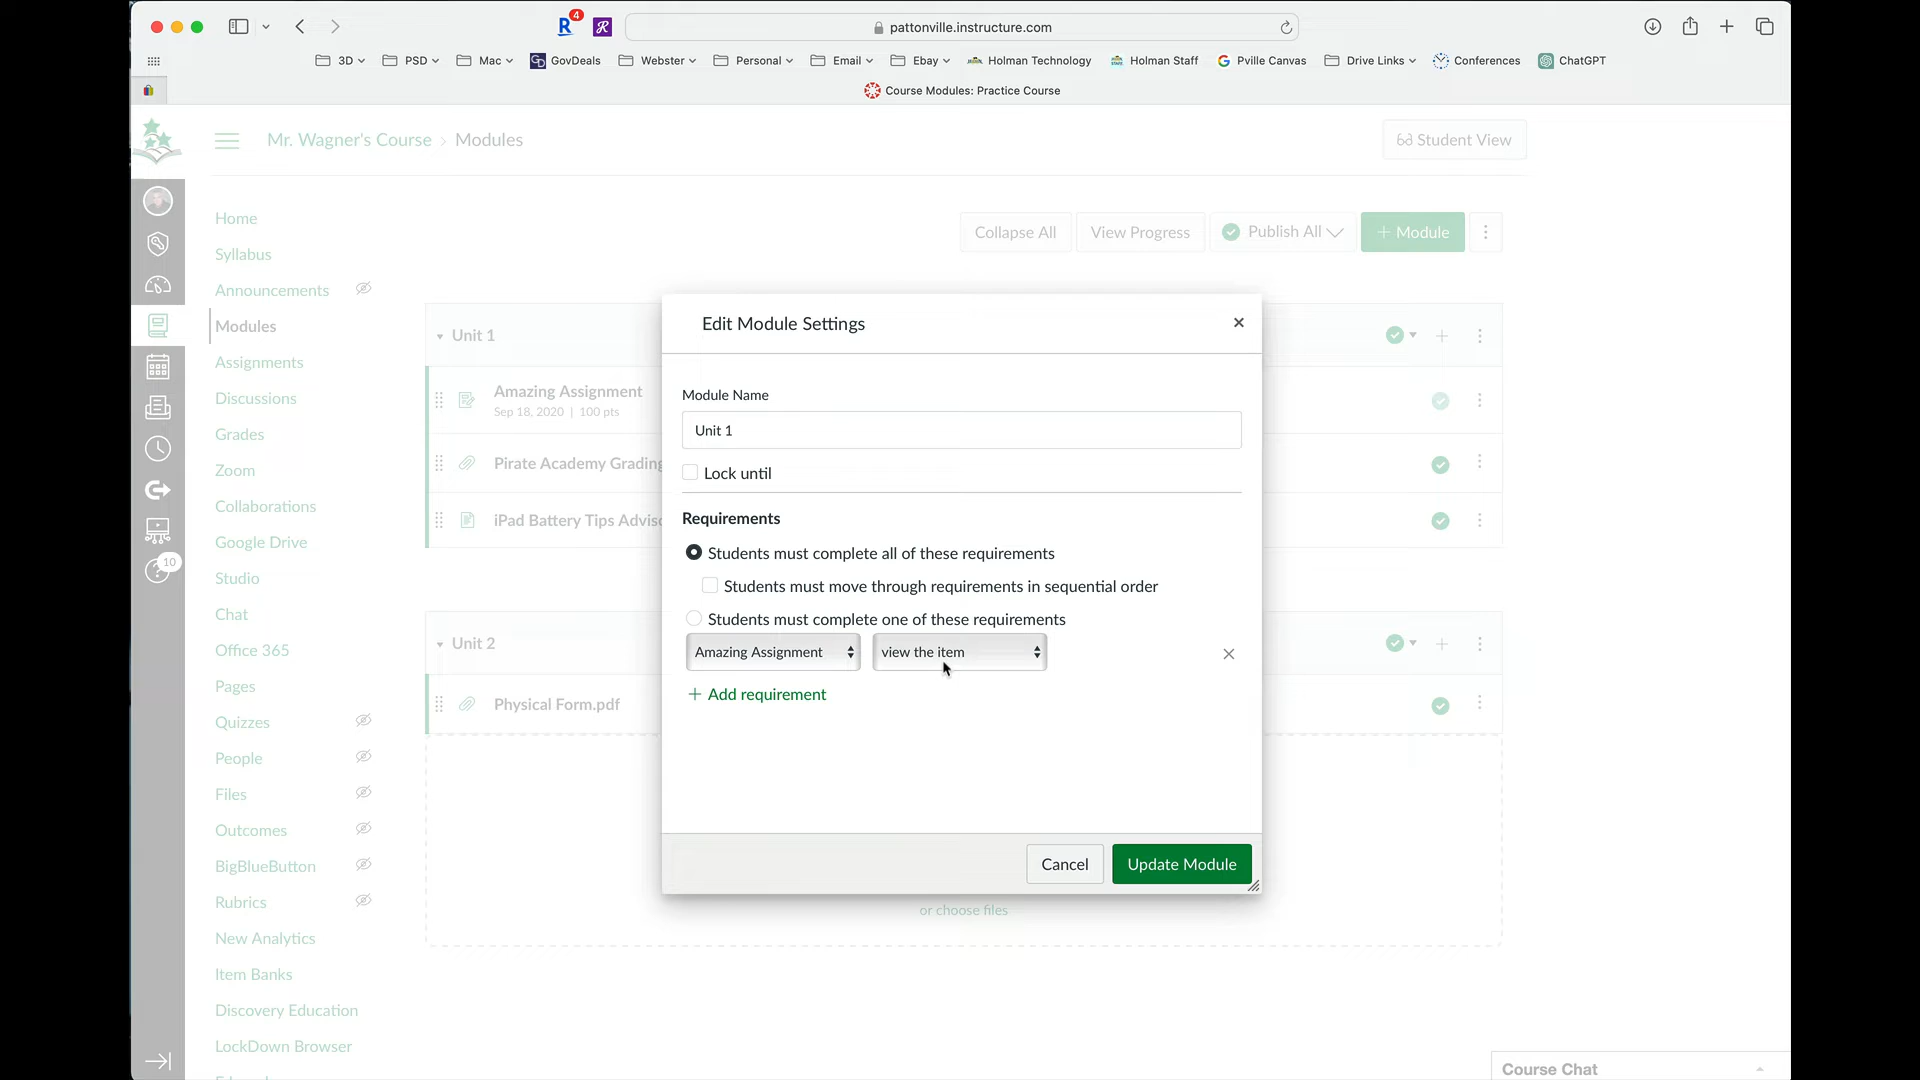 4
pattonville.instructure.com
3D
PSD
Mac
GovDeals
Webster
Personal
Email
Ebay
Holman Technology
Holman Staff
Pville Canvas
Drive Links
Conferences
ChatGPT
Course Modules: Practice Course
Mr. Wagner's Course › Modules
Student View
Home
Syllabus
Announcements
Modules
Assignments
Discussions
Grades
Zoom
Collaborations
Google Drive
Studio
Chat
Office 365
Pages
Quizzes
People
Files
Outcomes
BigBlueButton
Rubrics
New Analytics
Item Banks
Discovery Education
LockDown Browser
10
Collapse All
View Progress
Publish All
+ Module
Unit 1
Amazing Assignment
Sep 18, 2020 | 100 pts
Pirate Academy Grading
iPad Battery Tips
Unit 2
Physical Form.pdf
or choose files
Edit Module Settings
Module Name
Unit 1
Lock until
Requirements
Students must complete all of these requirements
Students must move through requirements in sequential order
Students must complete one of these requirements
Amazing Assignment
view the item
+ Add requirement
Cancel
Update Module
Course Chat